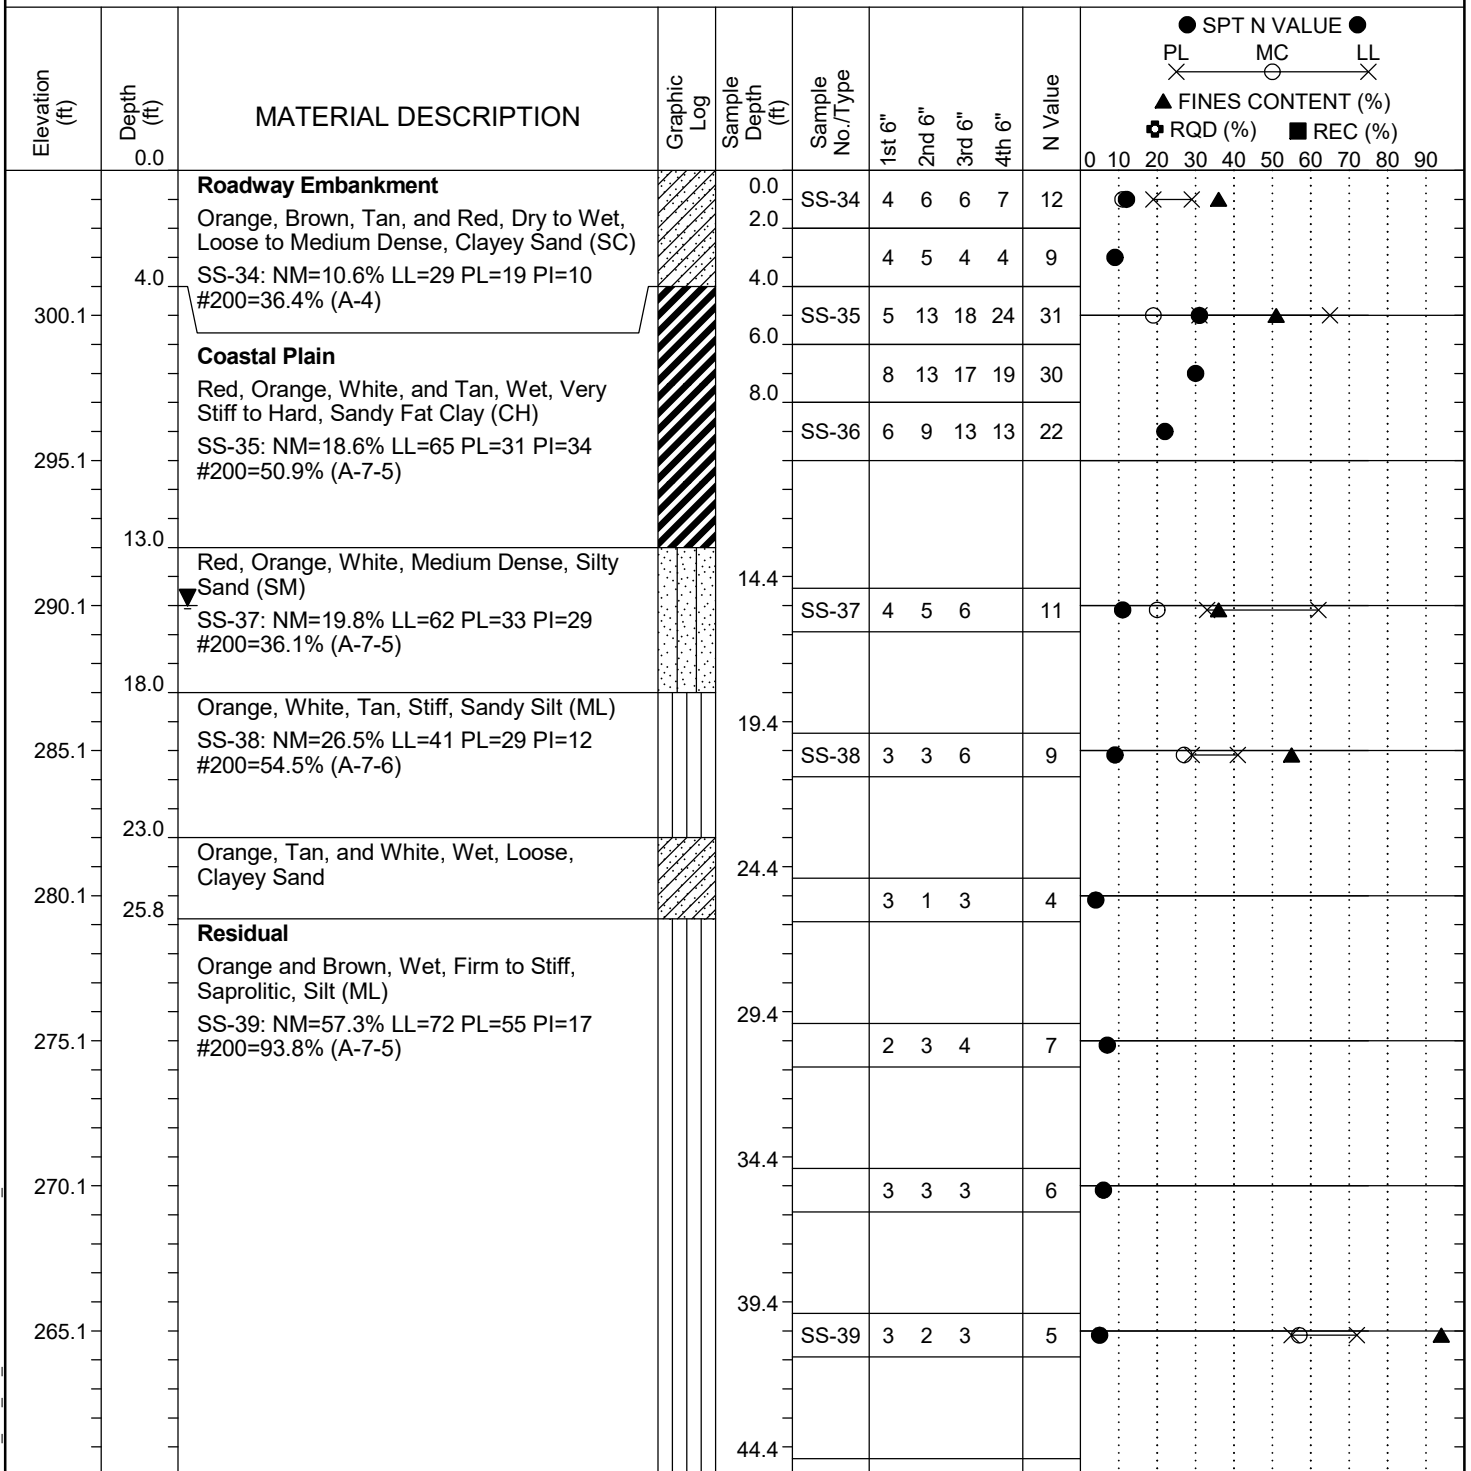 SPT N VALUE
PL MC LL
FINES CONTENT (%)
RQD (%) REC (%)
Elevation (ft)
Depth (ft)
MATERIAL DESCRIPTION
Graphic Log
Sample Depth (ft)
Sample No./Type
1st 6"
2nd 6"
3rd 6"
4th 6"
N Value
0.0
0 10 20 30 40 50 60 70 80 90
Roadway Embankment
0.0
SS-34 4 6 6 7 12
Orange, Brown, Tan, and Red, Dry to Wet,
2.0
Loose to Medium Dense, Clayey Sand (SC)
4 5 4 4 9
4.0
SS-34: NM=10.6% LL=29 PL=19 PI=10
4.0
#200=36.4% (A-4)
300.1
SS-35 5 13 18 24 31
6.0
Coastal Plain
8 13 17 19 30
Red, Orange, White, and Tan, Wet, Very
8.0
Stiff to Hard, Sandy Fat Clay (CH)
SS-36 6 9 13 13 22
SS-35: NM=18.6% LL=65 PL=31 PI=34
295.1
#200=50.9% (A-7-5)
13.0
Red, Orange, White, Medium Dense, Silty
14.4
Sand (SM)
290.1
SS-37 4 5 6 11
SS-37: NM=19.8% LL=62 PL=33 PI=29
#200=36.1% (A-7-5)
18.0
Orange, White, Tan, Stiff, Sandy Silt (ML)
19.4
SS-38: NM=26.5% LL=41 PL=29 PI=12
285.1
SS-38 3 3 6 9
#200=54.5% (A-7-6)
23.0
Orange, Tan, and White, Wet, Loose,
24.4
Clayey Sand
280.1
3 1 3 4
25.8
Residual
Orange and Brown, Wet, Firm to Stiff,
Saprolitic, Silt (ML)
29.4
SS-39: NM=57.3% LL=72 PL=55 PI=17
275.1
2 3 4 7
#200=93.8% (A-7-5)
34.4
270.1
3 3 3 6
39.4
265.1
SS-39 3 2 3 5
44.4